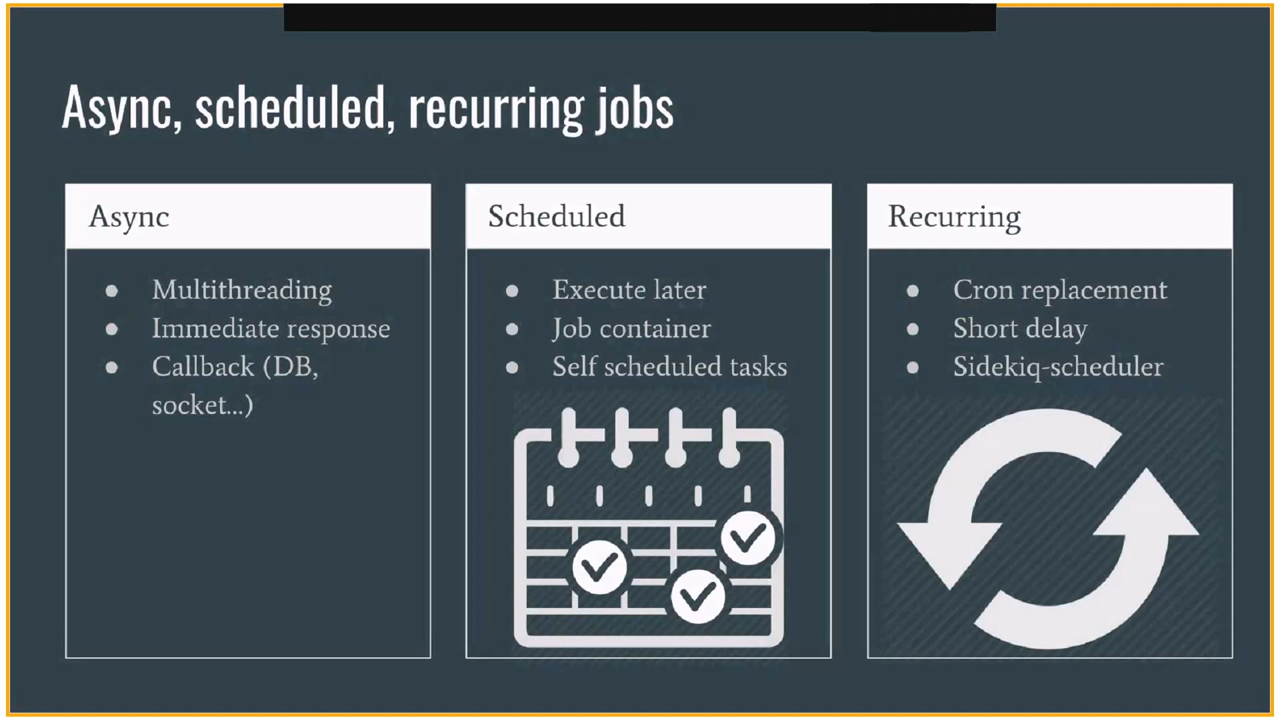 Async, scheduled, recurring jobs
Async
Multithreading
Immediate response
Callback (DB,
socket...)
Scheduled
Execute later
Job container
Self scheduled tasks
Recurring
Cron replacement
Short delay
Sidekiq-scheduler